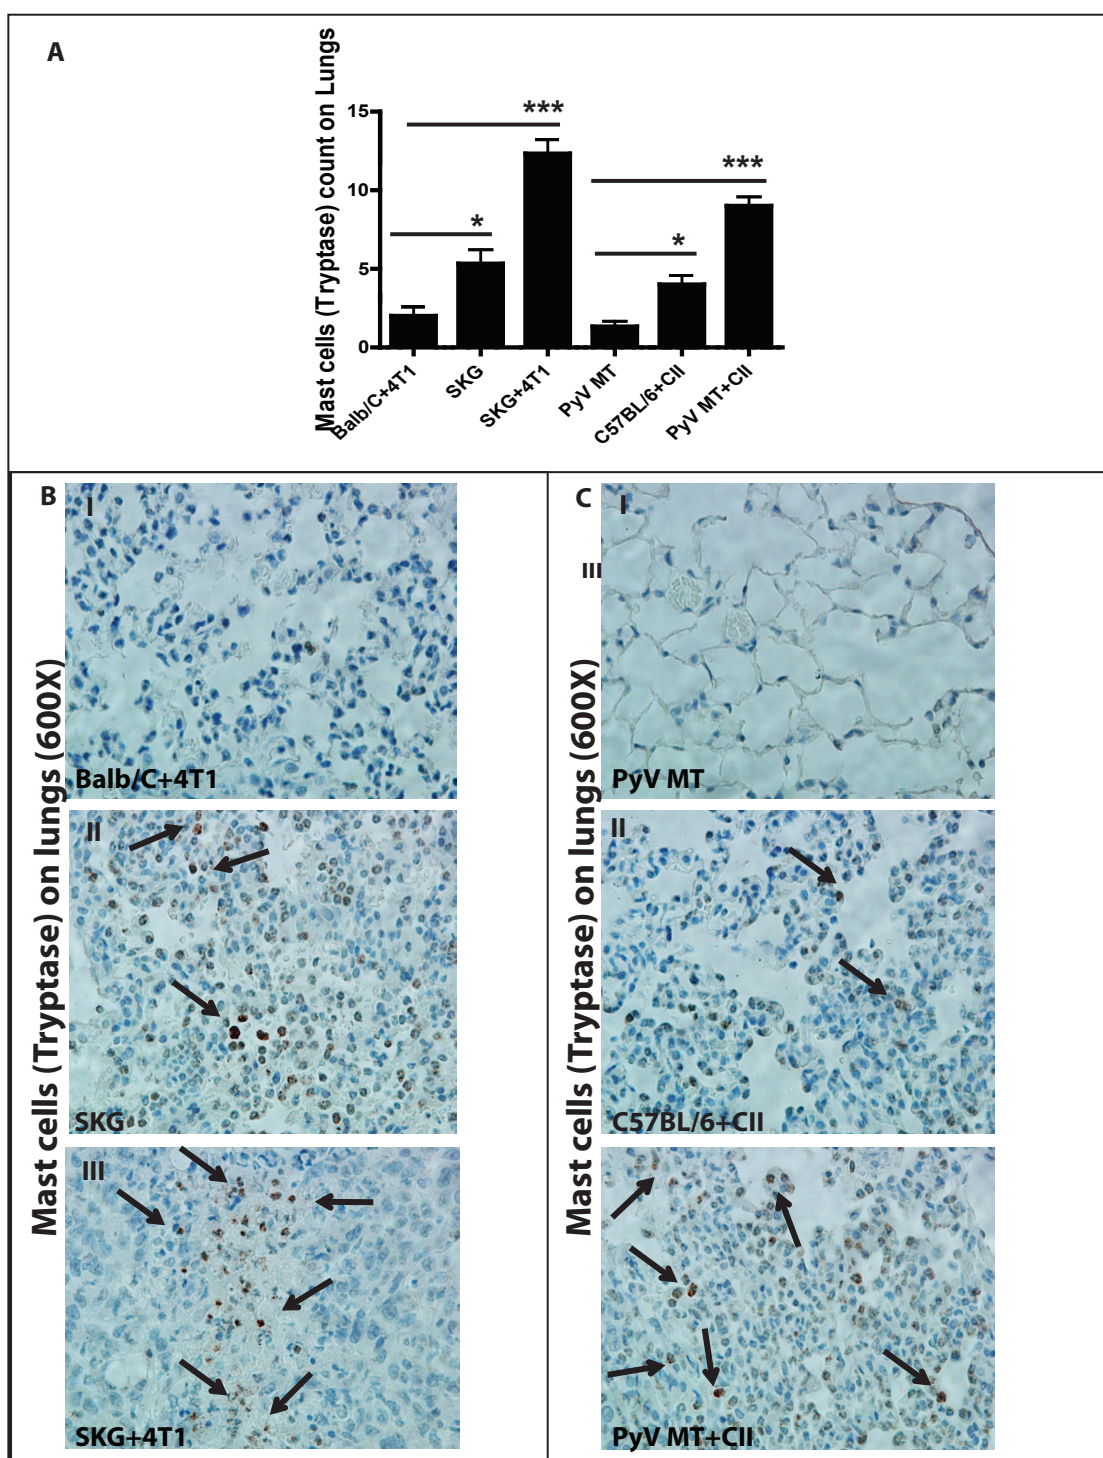 A
Mast cells (Tryptase) count on Lungs
15
10
5
0
***
*
***
*
Balb/C+4T1
SKG
SKG+4T1
PyV MT
C57BL/6+CII
PyV MT+CII
B
Mast cells (Tryptase) on lungs (600X)
I
Balb/C+4T1
II
SKG
III
SKG+4T1
C
Mast cells (Tryptase) on lungs (600X)
I
III
PyV MT
II
C57BL/6+CII
PyV MT+CII